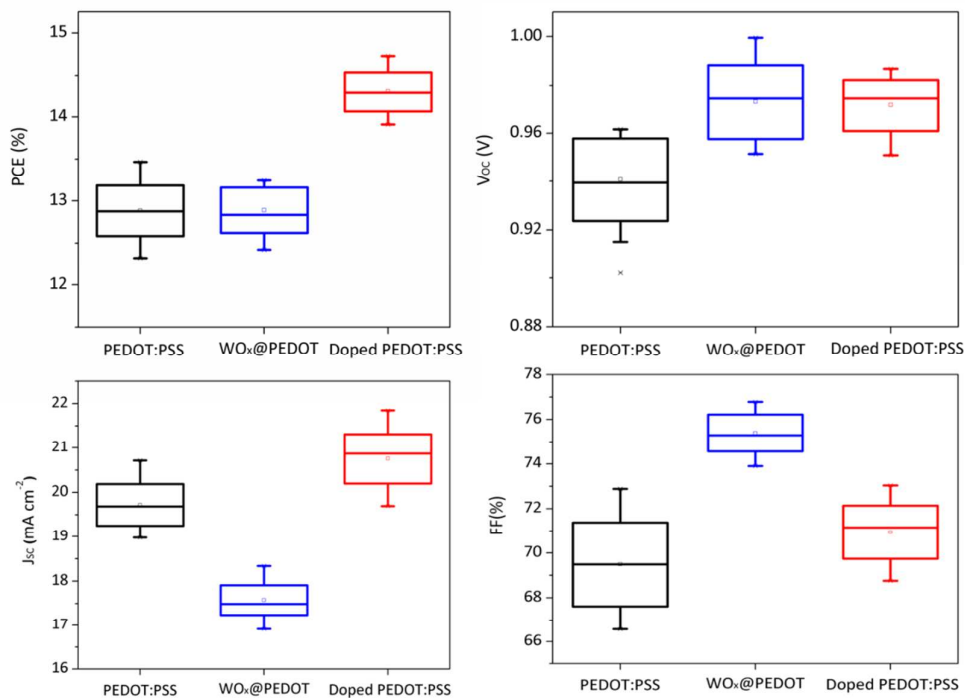 PCE (%)
15
14
13
12
PEDOT:PSS WOx@PEDOT Doped PEDOT:PSS
Voc (V)
1.00
0.96
0.92
0.88
PEDOT:PSS WOx@PEDOT Doped PEDOT:PSS
Jsc (mA cm-2)
22
21
20
19
18
17
16
PEDOT:PSS WOx@PEDOT Doped PEDOT:PSS
FF(%)
78
76
74
72
70
68
66
PEDOT:PSS WOx@PEDOT Doped PEDOT:PSS